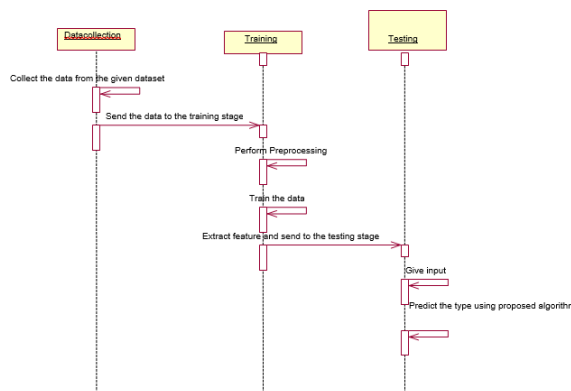 Datacollection
Training
Testing
Collect the data from the given dataset
Send the data to the training stage
Perform Preprocessing
Train the data
Extract feature and send to the testing stage
Give input
Predict the type using proposed algorithm